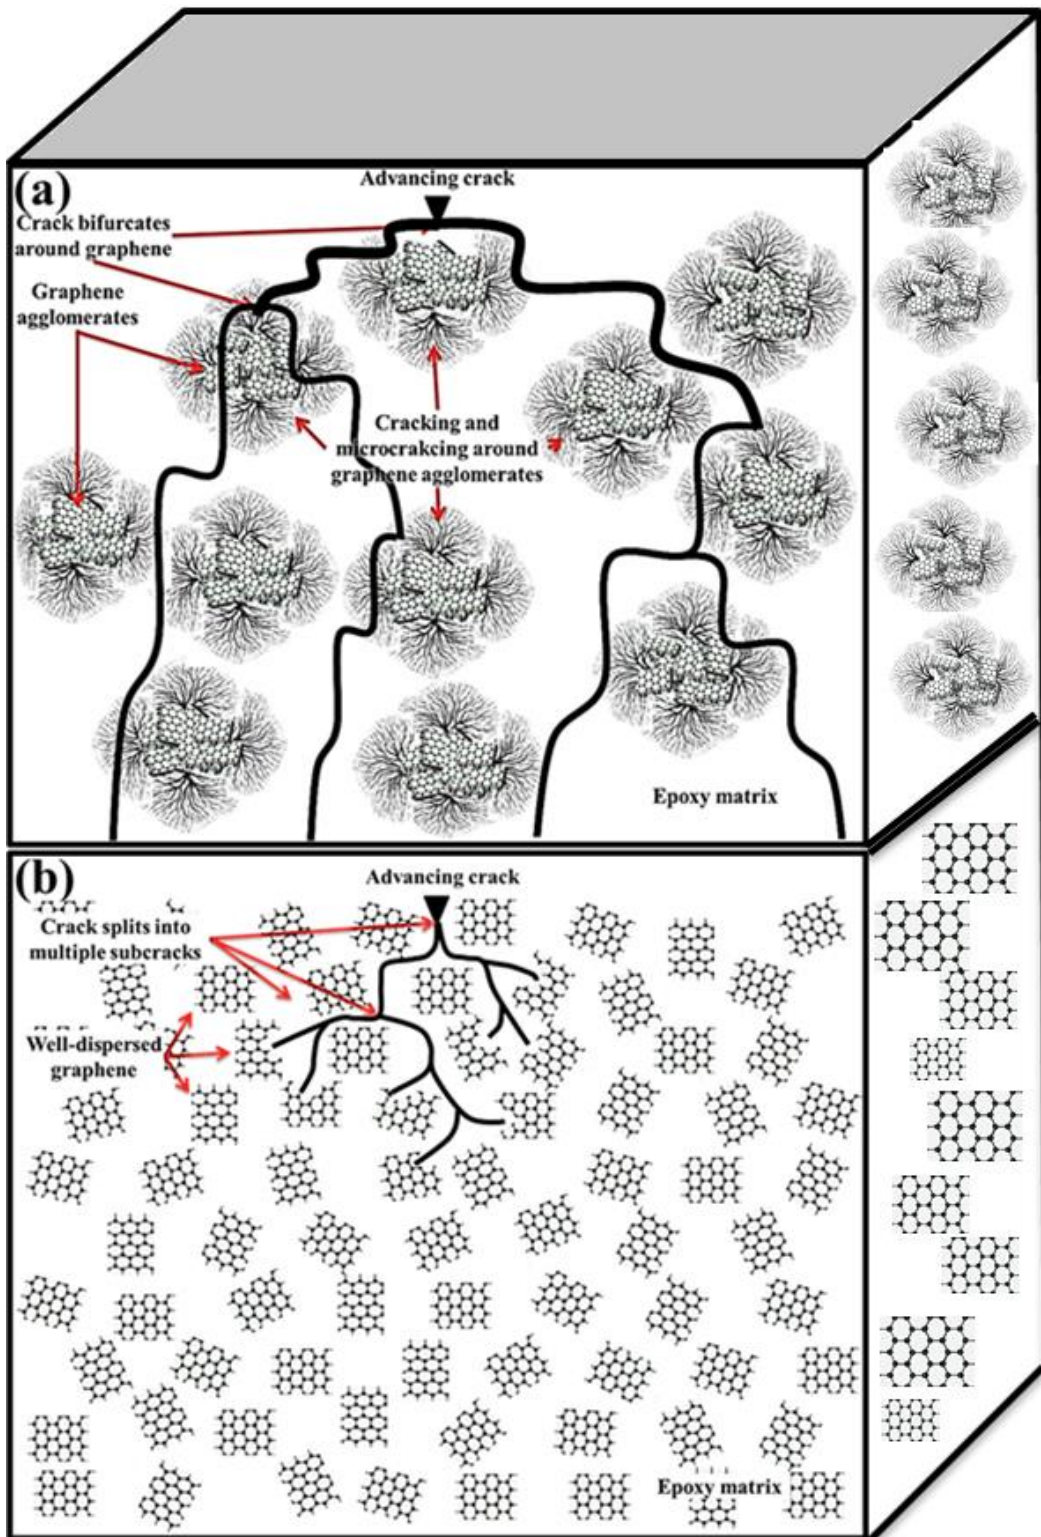 (a)
Advancing crack
Crack bifurcates
around graphene
Graphene
agglomerates
Cracking and
microcrakcing around
graphene agglomerates
Epoxy matrix
(b)
Advancing crack
Crack splits into
multiple subcracks
Well-dispersed
graphene
Epoxy matrix